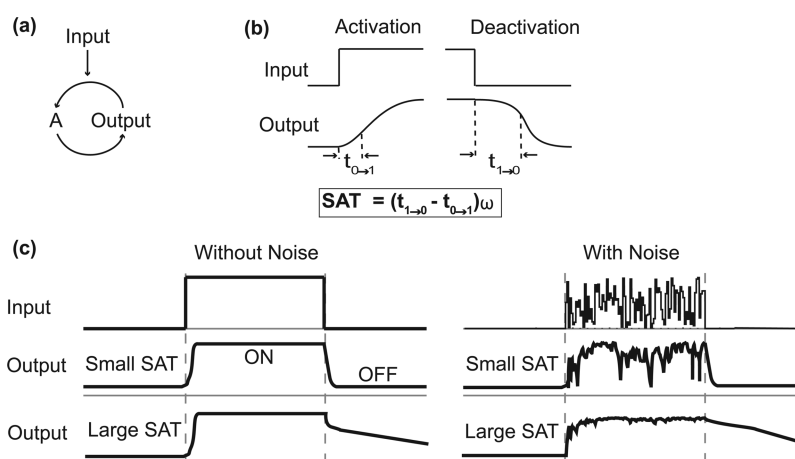 (a)
Input
A Output
(b)
Activation Deactivation
Input
Output
t0→1 t1→0
SAT = (t1→0 - t0→1)ω
(c)
Without Noise With Noise
Input
Output Small SAT ON OFF Small SAT
Output Large SAT Large SAT